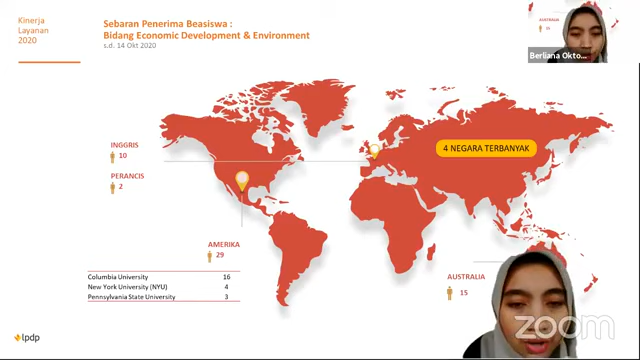 Kinerja
Layanan
2020
Sebaran Penerima Beasiswa :
Bidang Economic Development & Environment
s.d. 14 Okt 2020
AUSTRALIA
Berliana Okto...
4 NEGARA TERBANYAK
INGGRIS
10
PERANCIS
2
AMERIKA
29
Columbia University 16
New York University (NYU) 4
Pennsylvania State University 3
AUSTRALIA
15
lpdp
zoom